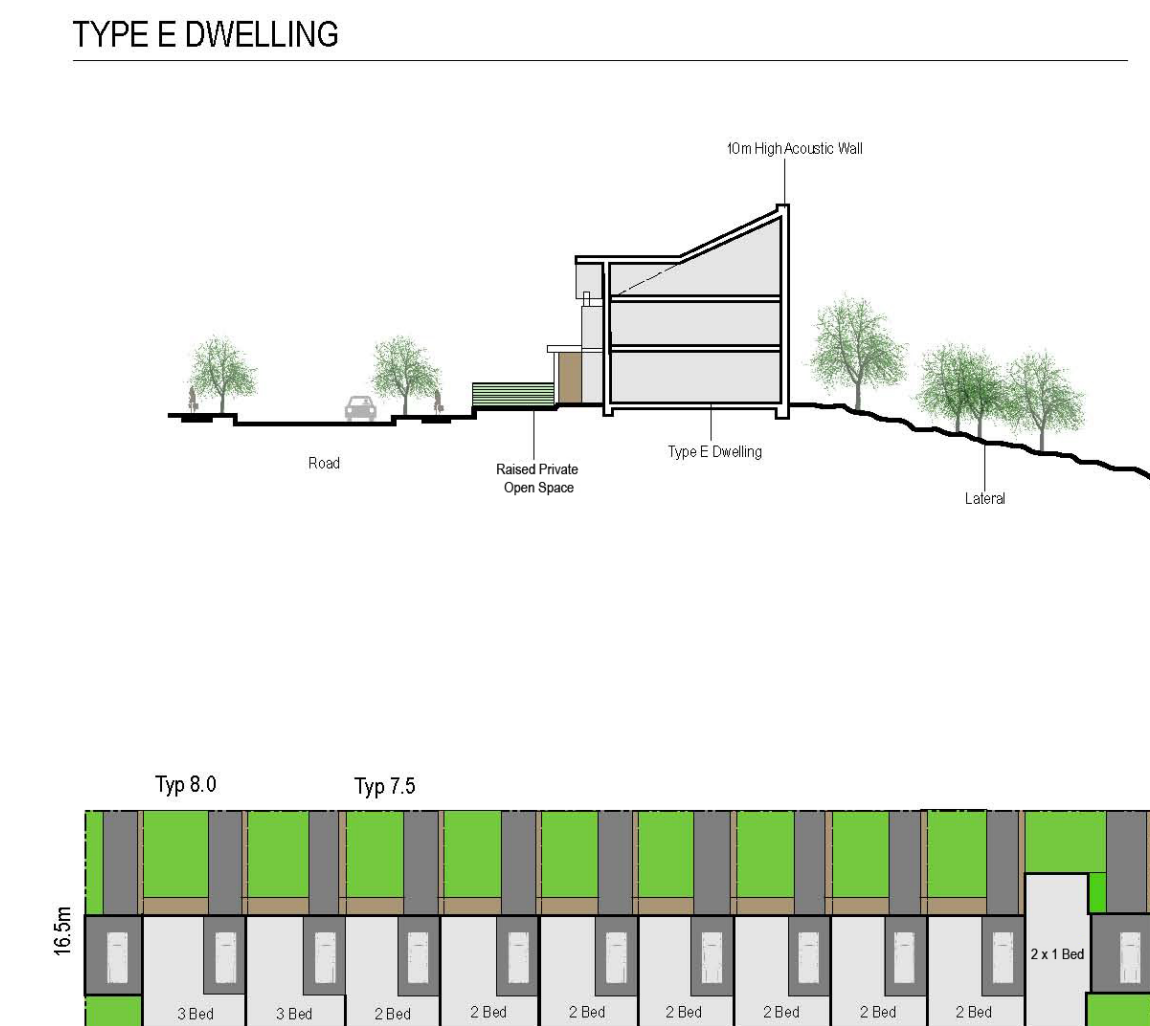 TYPE E DWELLING
10m High Acoustic Wall
Road
Raised Private
Open Space
Type E Dwelling
Lateral
Typ 8.0
Typ 7.5
16.5m
2 x 1 Bed
3 Bed
3 Bed
2 Bed
2 Bed
2 Bed
2 Bed
2 Bed
2 Bed
2 Bed